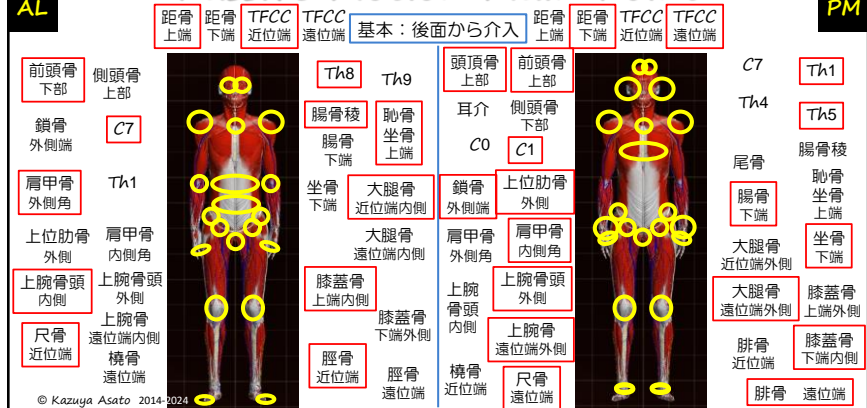 AL
距骨
上端
距骨
下端
TFCC
近位端
TFCC
遠位端
基本：後面から介入
距骨
上端
距骨
下端
TFCC
近位端
TFCC
遠位端
PM
前頭骨
下部
側頭骨
上部
鎖骨
外側端
C7
肩甲骨
外側角
Th1
上位肋骨
外側
肩甲骨
内側角
上腕骨頭
内側
上腕骨頭
外側
尺骨
近位端
上腕骨
遠位端内側
橈骨
遠位端
© Kazuya Asato 2014-2024
Th8
Th9
腸骨稜
腸骨
下端
恥骨
坐骨
上端
坐骨
下端
大腿骨
近位端内側
大腿骨
遠位端内側
膝蓋骨
上端内側
膝蓋骨
下端外側
脛骨
近位端
脛骨
遠位端
頭頂骨
上部
前頭骨
上部
耳介
側頭骨
下部
C0
C1
鎖骨
外側端
上位肋骨
外側
肩甲骨
外側角
肩甲骨
内側角
上腕
骨頭
内側
上腕骨頭
外側
上腕骨
遠位端外側
橈骨
近位端
尺骨
遠位端
C7
Th1
Th4
Th5
尾骨
腸骨稜
腸骨
下端
恥骨
坐骨
上端
大腿骨
近位端外側
坐骨
下端
大腿骨
遠位端外側
膝蓋骨
上端外側
腓骨
近位端
膝蓋骨
下端内側
腓骨 遠位端